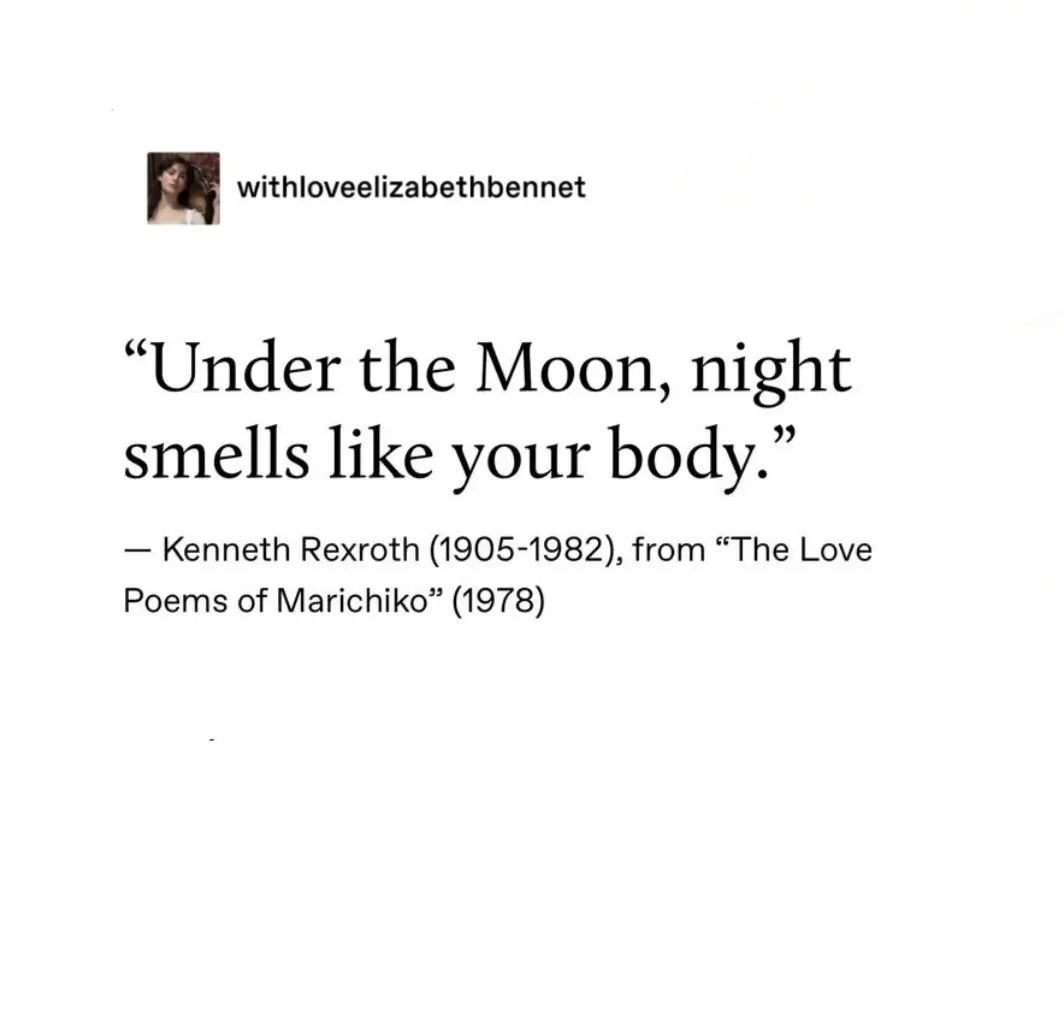 withloveelizabethbennet
“Under the Moon, night
smells like your body.”
— Kenneth Rexroth (1905-1982), from “The Love
Poems of Marichiko” (1978)